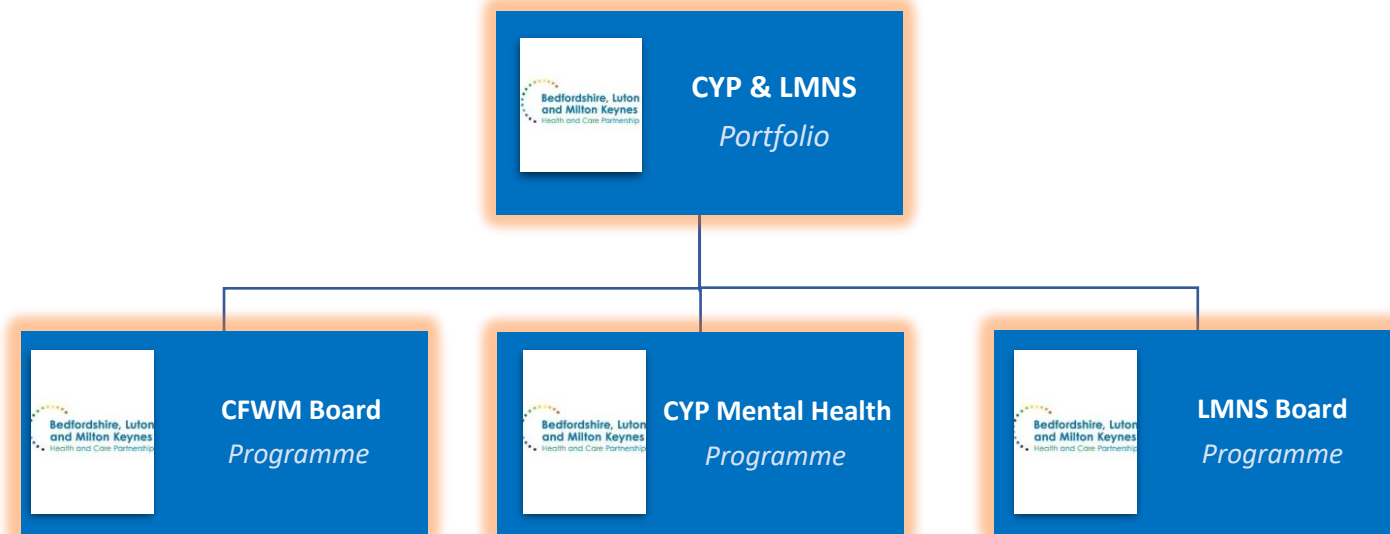 Bedfordshire, Luton
and Milton Keynes
Health and Care Partnership
CYP & LMNS
Portfolio
Bedfordshire, Luton
and Milton Keynes
Health and Care Partnership
CFWM Board
Programme
Bedfordshire, Luton
and Milton Keynes
Health and Care Partnership
CYP Mental Health
Programme
Bedfordshire, Luton
and Milton Keynes
Health and Care Partnership
LMNS Board
Programme